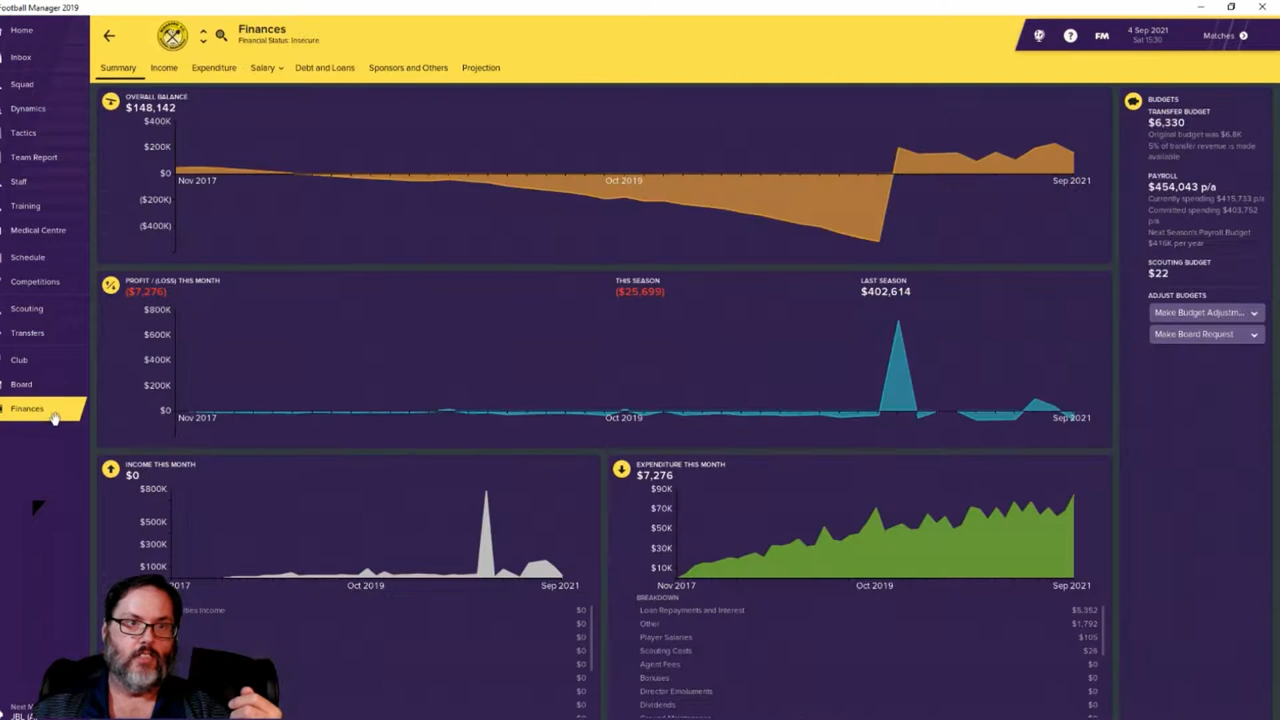 Football Manager 2019
Home
Inbox
Squad
Dynamics
Tactics
Team Report
Staff
Training
Medical Centre
Schedule
Competitions
Scouting
Transfers
Club
Board
Finances
Finances
Financial Status: Insecure
4 Sep 2021
Sat 15:30
FM
Matches
Summary
Income
Expenditure
Salary
Debt and Loans
Sponsors and Others
Projection
OVERALL BALANCE
$148,142
$400K
$200K
$0
($200K)
($400K)
Nov 2017
Oct 2019
Sep 2021
PROFIT / (LOSS) THIS MONTH
($7,276)
THIS SEASON
($25,699)
LAST SEASON
$402,614
$800K
$600K
$400K
$200K
$0
Nov 2017
Oct 2019
Sep 2021
INCOME THIS MONTH
$0
$800K
$500K
$300K
$100K
2017
Oct 2019
Sep 2021
ities Income
$0
$0
$0
$0
$0
$0
$0
$0
EXPENDITURE THIS MONTH
$7,276
$90K
$70K
$50K
$30K
$10K
Nov 2017
Oct 2019
Sep 2021
BREAKDOWN
Loan Repayments and Interest $5,352
Other $1,792
Player Salaries $105
Scouting Costs $26
Agent Fees $0
Bonuses $0
Director Emoluments $0
Dividends $0
BUDGETS
TRANSFER BUDGET
$6,330
Original budget was $6.8K
5% of transfer revenue is made
available
PAYROLL
$454,043 p/a
Currently spending $415,733 p/a
Committed spending $403,752
p/a
Next Season's Payroll Budget
$416K per year
SCOUTING BUDGET
$22
ADJUST BUDGETS
Make Budget Adjustm...
Make Board Request
Next M